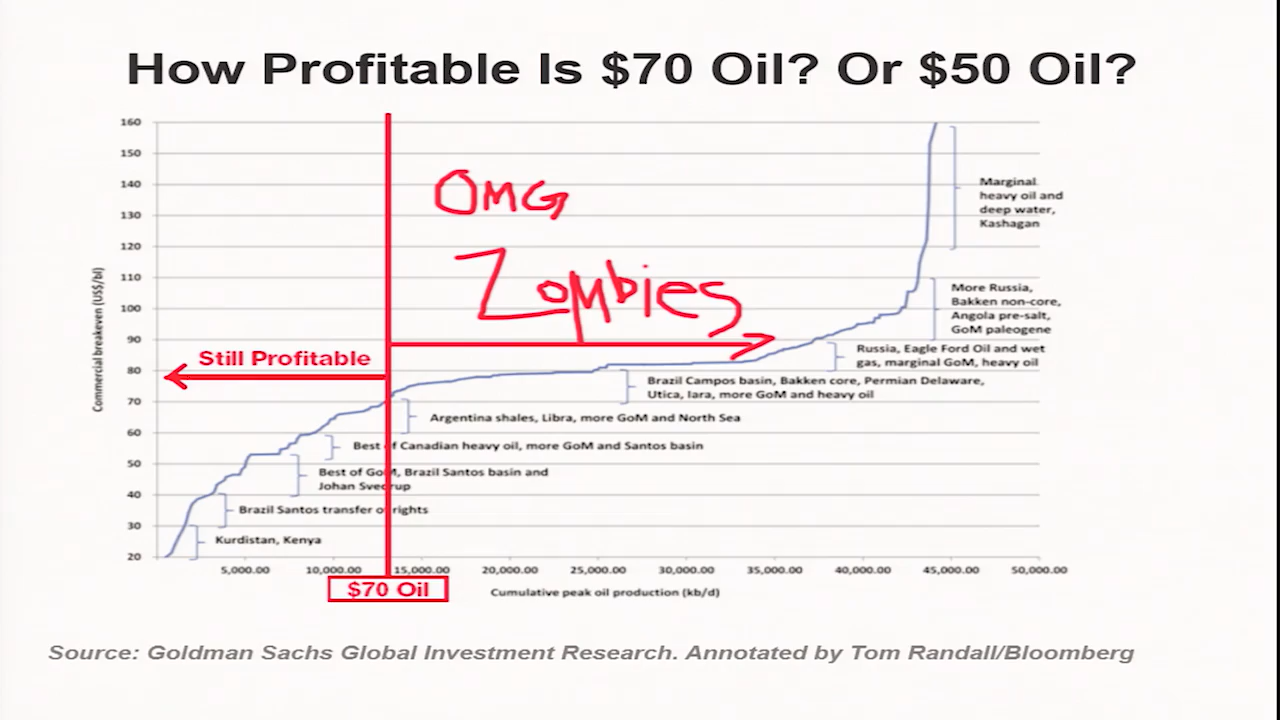 How Profitable Is $70 Oil? Or $50 Oil?
160
150
140
130
120
110
100
90
80
70
60
50
40
30
20
Commercial breakeven (US$/bl)
OMG
Zombies
Still Profitable
Marginal
heavy oil and
deep water,
Kashagan
More Russia,
Bakken non-core,
Angola pre-salt,
GoM paleogene
Russia, Eagle Ford Oil and wet
gas, marginal GoM, heavy oil
Brazil Campos basin, Bakken core, Permian Delaware,
Utica, Iara, more GoM and heavy oil
Argentina shales, Libra, more GoM and North Sea
Best of Canadian heavy oil, more GoM and Santos basin
Best of GoM, Brazil Santos basin and
Johan Sverdrup
Brazil Santos transfer of rights
Kurdistan, Kenya
5,000.00 10,000.00 15,000.00 20,000.00 25,000.00 30,000.00 35,000.00 40,000.00 45,000.00 50,000.00
$70 Oil
Cumulative peak oil production (kb/d)
Source: Goldman Sachs Global Investment Research. Annotated by Tom Randall/Bloomberg